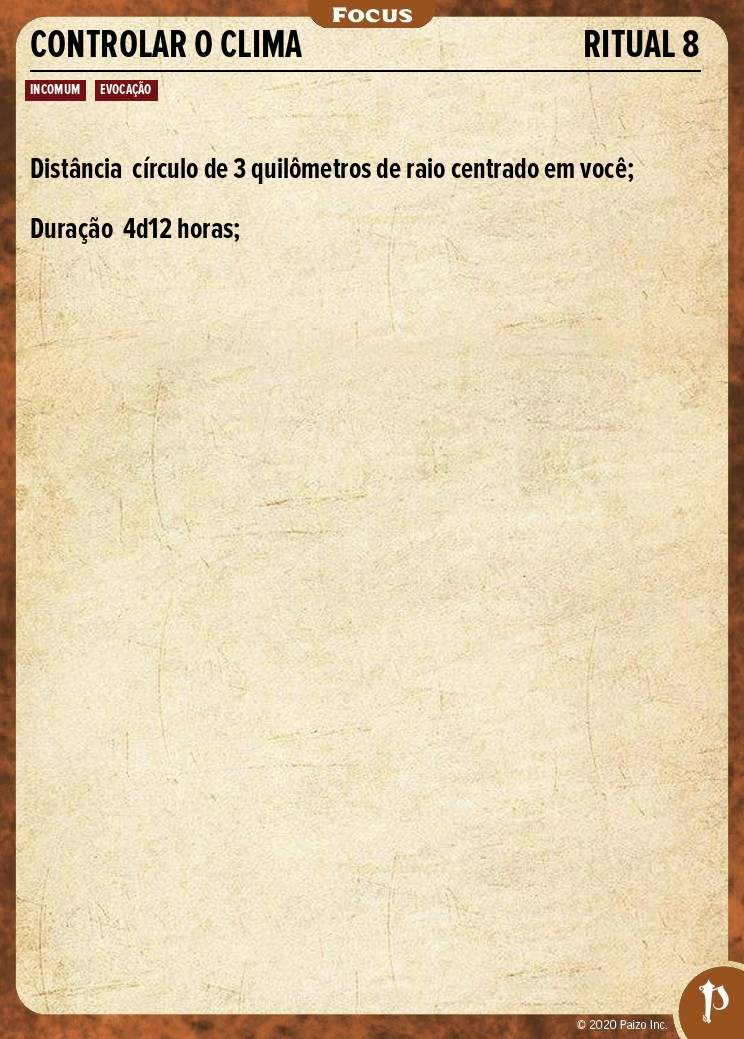 Focus
CONTROLAR O CLIMA RITUAL 8
INCOMUM EVOCAÇÃO
Distância círculo de 3 quilômetros de raio centrado em você;
Duração 4d12 horas;
© 2020 Paizo Inc.